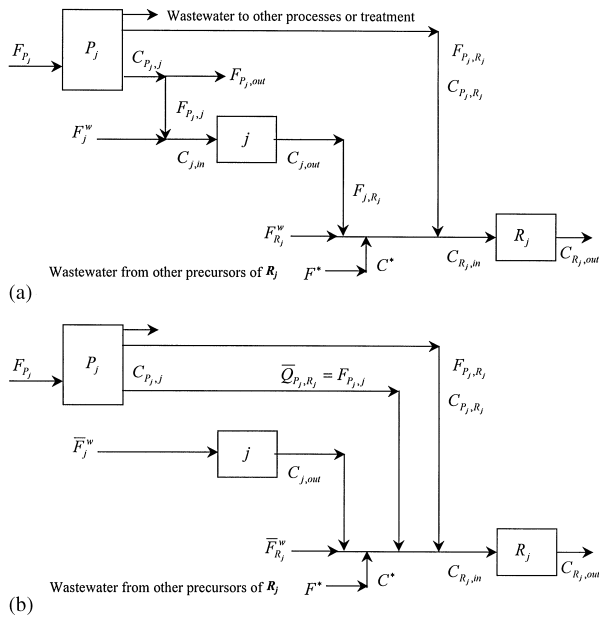 (a)
Wastewater to other processes or treatment
F_{P_j}
P_j
C_{P_j,j}
F_{P_j,out}
F_{P_j,R_j}
C_{P_j,R_j}
F_{P_j,j}
F_j^w
C_{j,in}
j
C_{j,out}
F_{j,R_j}
F_{R_j}^w
R_j
C_{R_j,in}
C_{R_j,out}
Wastewater from other precursors of R_j
F*
C*
(b)
F_{P_j}
P_j
C_{P_j,j}
\overline{Q}_{P_j,R_j} = F_{P_j,j}
F_{P_j,R_j}
C_{P_j,R_j}
\overline{F}_j^w
j
C_{j,out}
\overline{F}_{R_j}^w
R_j
C_{R_j,in}
C_{R_j,out}
Wastewater from other precursors of R_j
F*
C*